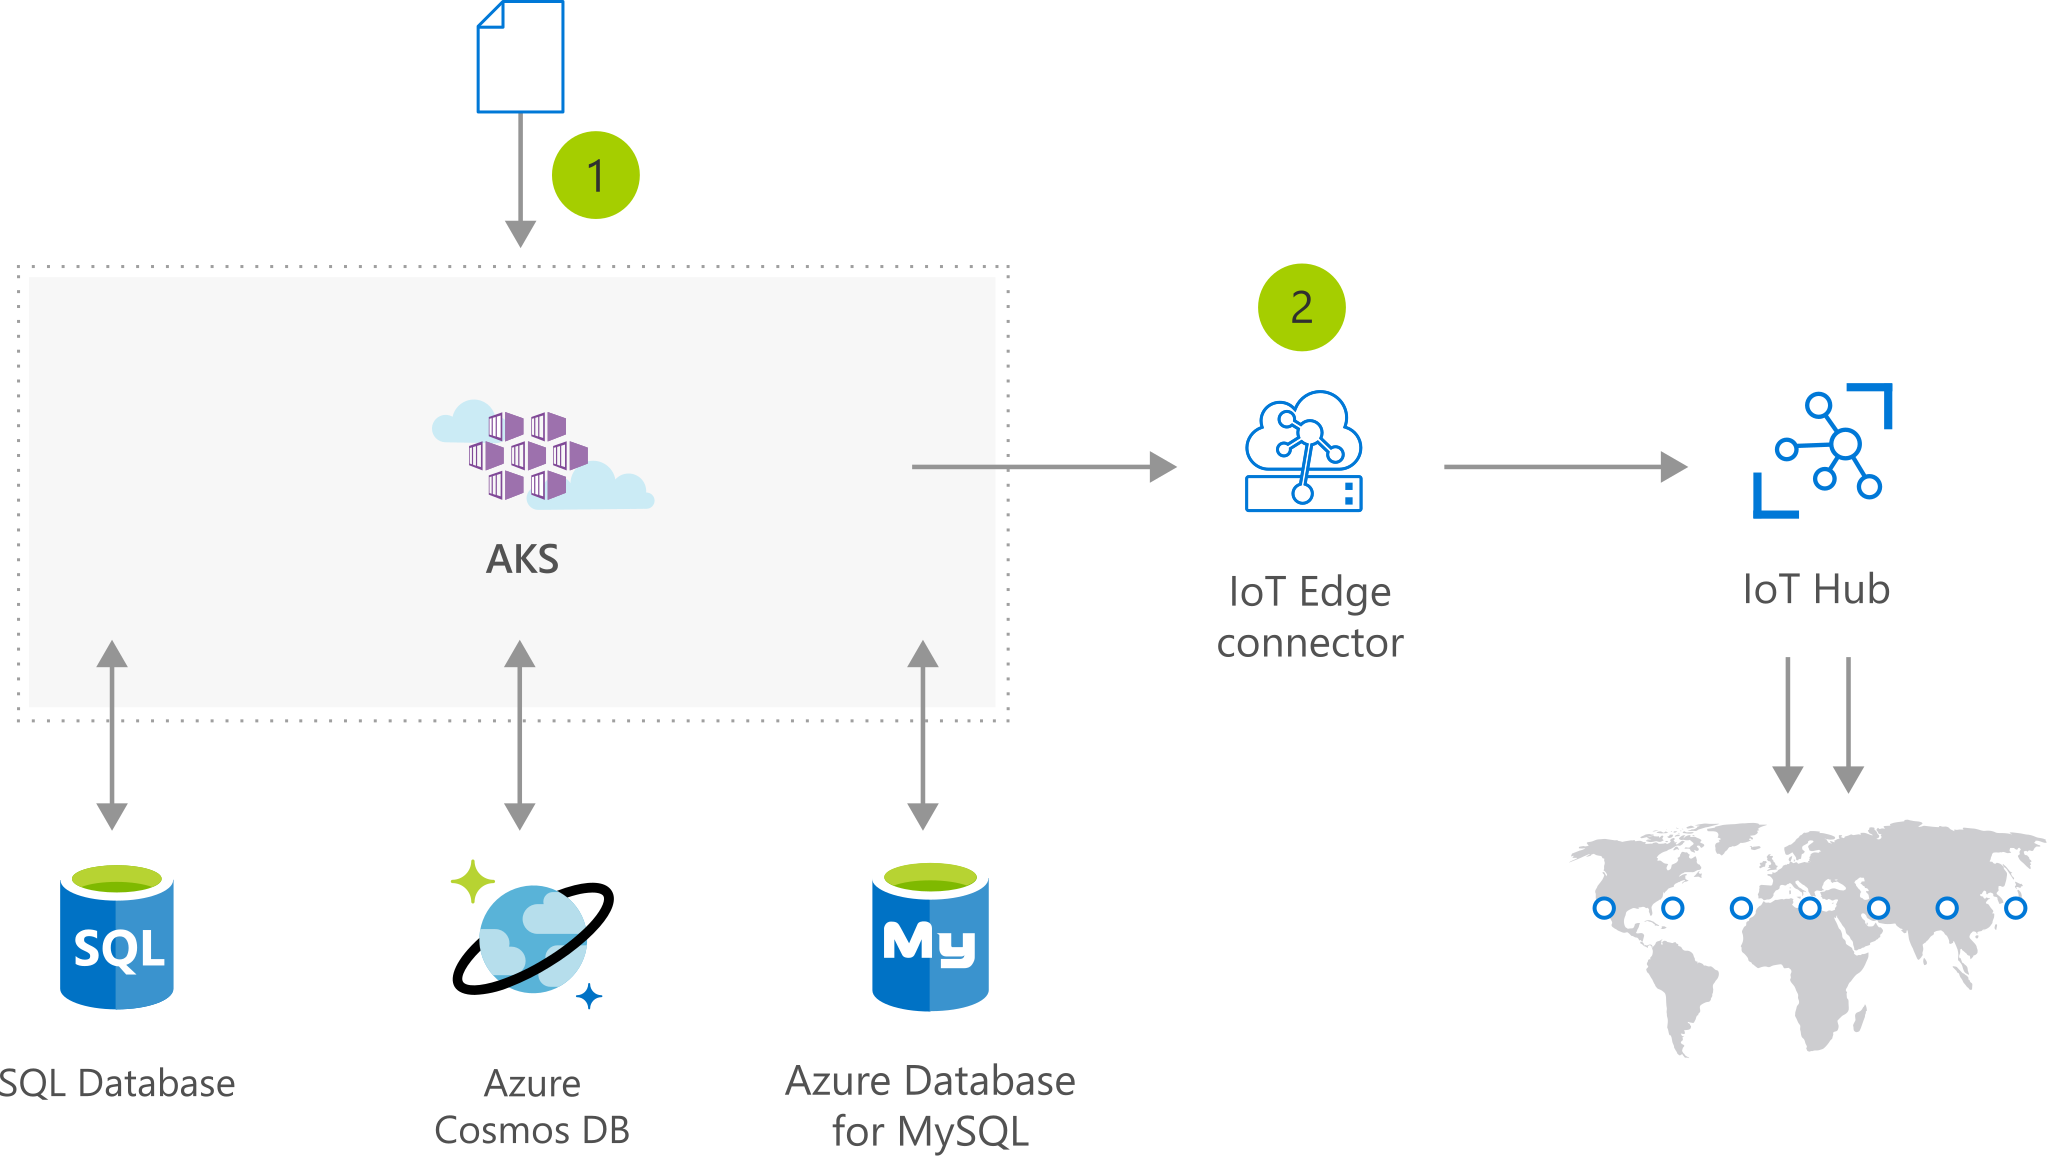 1
2
AKS
IoT Edge
connector
IoT Hub
SQL
My
SQL Database
Azure
Cosmos DB
Azure Database
for MySQL